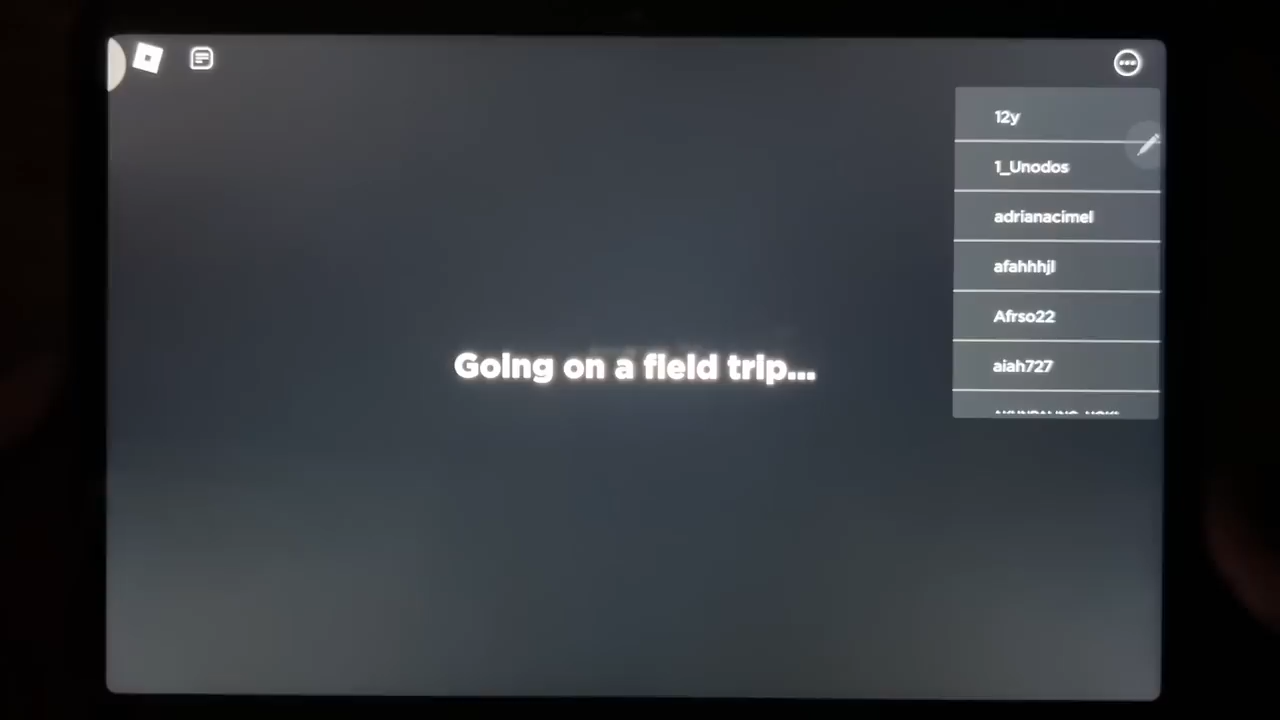 12y
1_Unodos
adrianacimel
afahhhjl
Afrso22
aiah727
Going on a field trip...